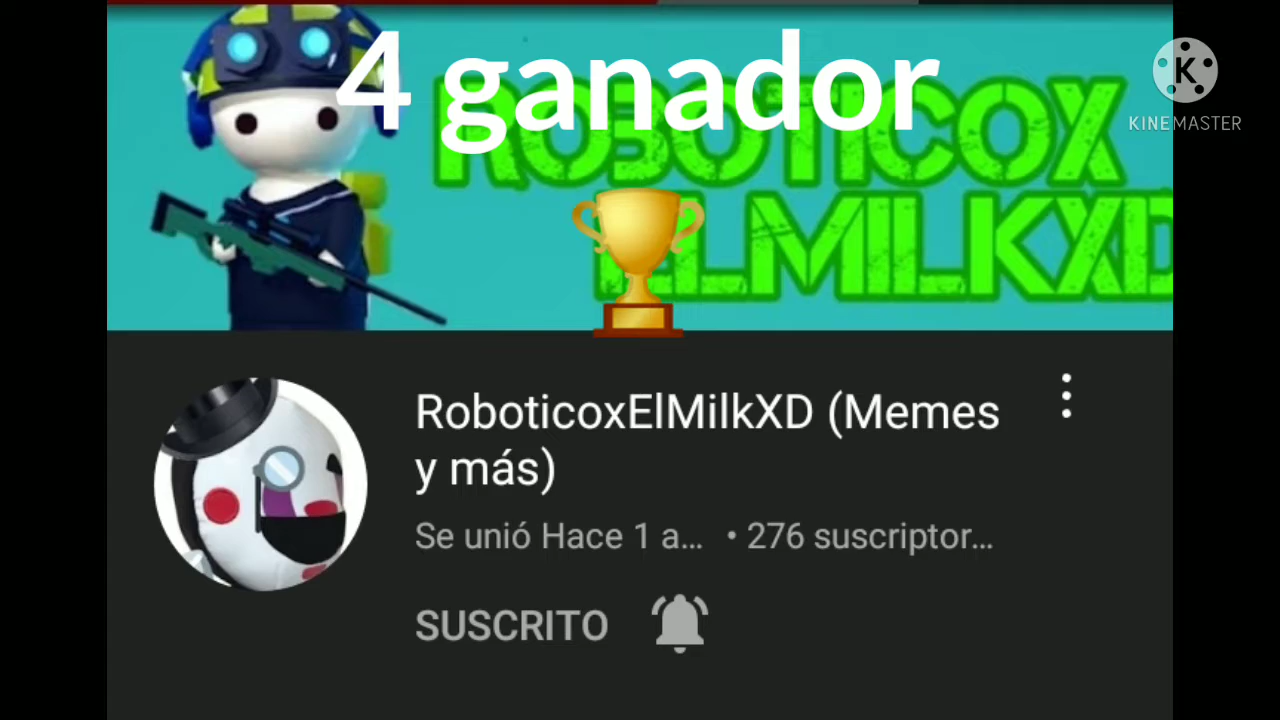 4 ganador
ROBOTICOX
ELMILKXD
KINEMASTER
RoboticoxElMilkXD (Memes
y más)
Se unió Hace 1 a... • 276 suscriptor...
SUSCRITO